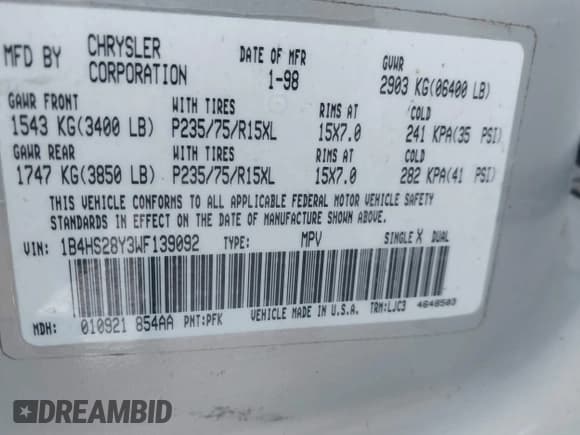 MFD BY CHRYSLER CORPORATION DATE OF MFR 1-98 GVWR 2903 KG(06400 LB)
GAWR FRONT WITH TIRES RIMS AT COLD
1543 KG(3400 LB) P235/75/R15XL 15X7.0 241 KPA(35 PSI)
GAWR REAR WITH TIRES RIMS AT COLD
1747 KG(3850 LB) P235/75/R15XL 15X7.0 282 KPA(41 PSI)
THIS VEHICLE CONFORMS TO ALL APPLICABLE FEDERAL MOTOR VEHICLE SAFETY
STANDARDS IN EFFECT ON THE DATE OF MANUFACTURE SHOWN ABOVE.
VIN: 1B4HS28Y3WF139092 TYPE: MPV SINGLE X DUAL
MDH: 010921 854AA PNT:PFK VEHICLE MADE IN U.S.A. TRM:LJC3 4648503
DREAMBID